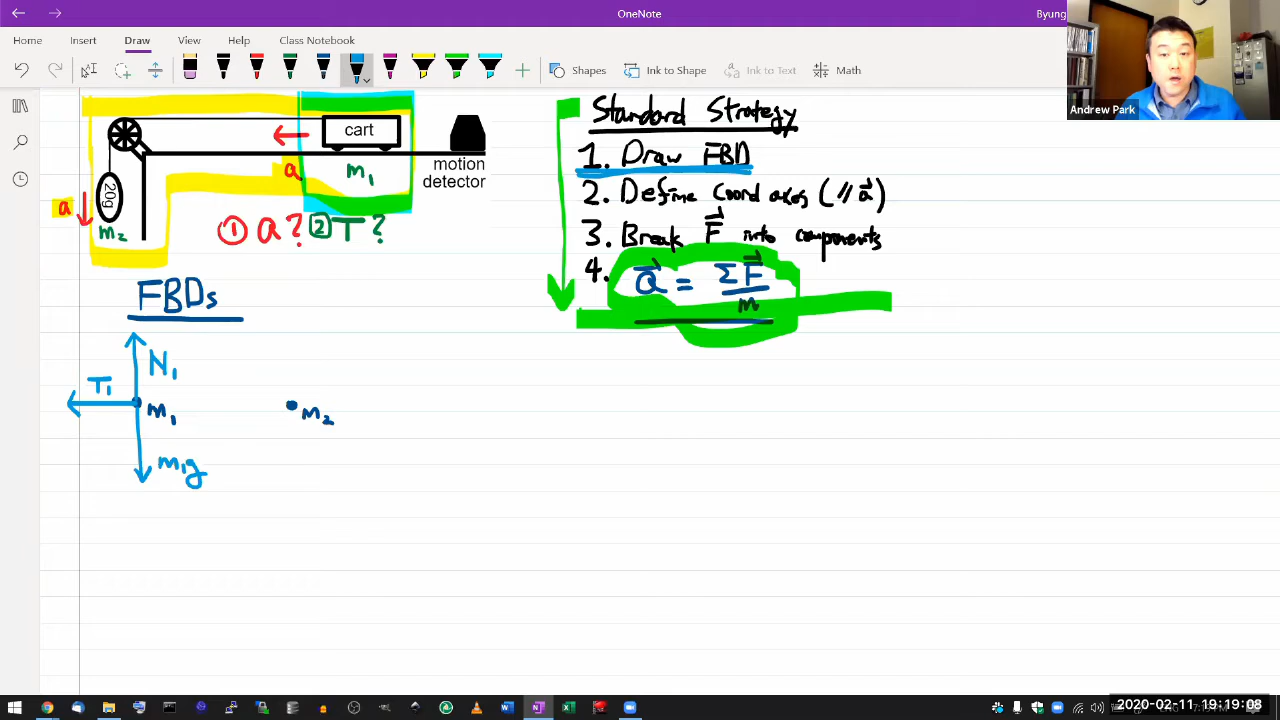 OneNote
Byung
Home Insert Draw View Help Class Notebook
Shapes Ink to Shape Ink to Text Math
Andrew Park
cart
motion
detector
20g
a
a
m₁
m₂
① a? ② T?
Standard Strategy
1. Draw FBD
2. Define Coord axes (// a⃗)
3. Break F⃗ into components
4. a⃗ = ΣF⃗/m
FBDs
N₁
T₁
m₁
m₁g
m₂
2020-02-11 19:19:08